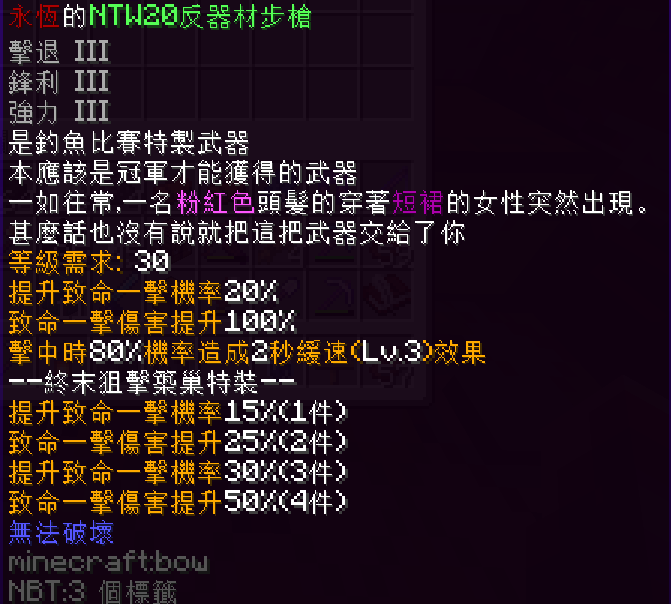 永恆的NTW20反器材步槍
擊退 III
鋒利 III
強力 III
是釣魚比賽特製武器
本應該是冠軍才能獲得的武器
一如往常,一名粉紅色頭髮的穿著短裙的女性突然出現。
甚麼話也沒有說就把這把武器交給了你
等級需求: 30
提升致命一擊機率20%
致命一擊傷害提升100%
擊中時80%機率造成2秒緩速(Lv.3)效果
--終末狙擊築巢特裝--
提升致命一擊機率15%(1件)
致命一擊傷害提升25%(2件)
提升致命一擊機率30%(3件)
致命一擊傷害提升50%(4件)
無法破壞
minecraft:bow
NBT:3 個標籤